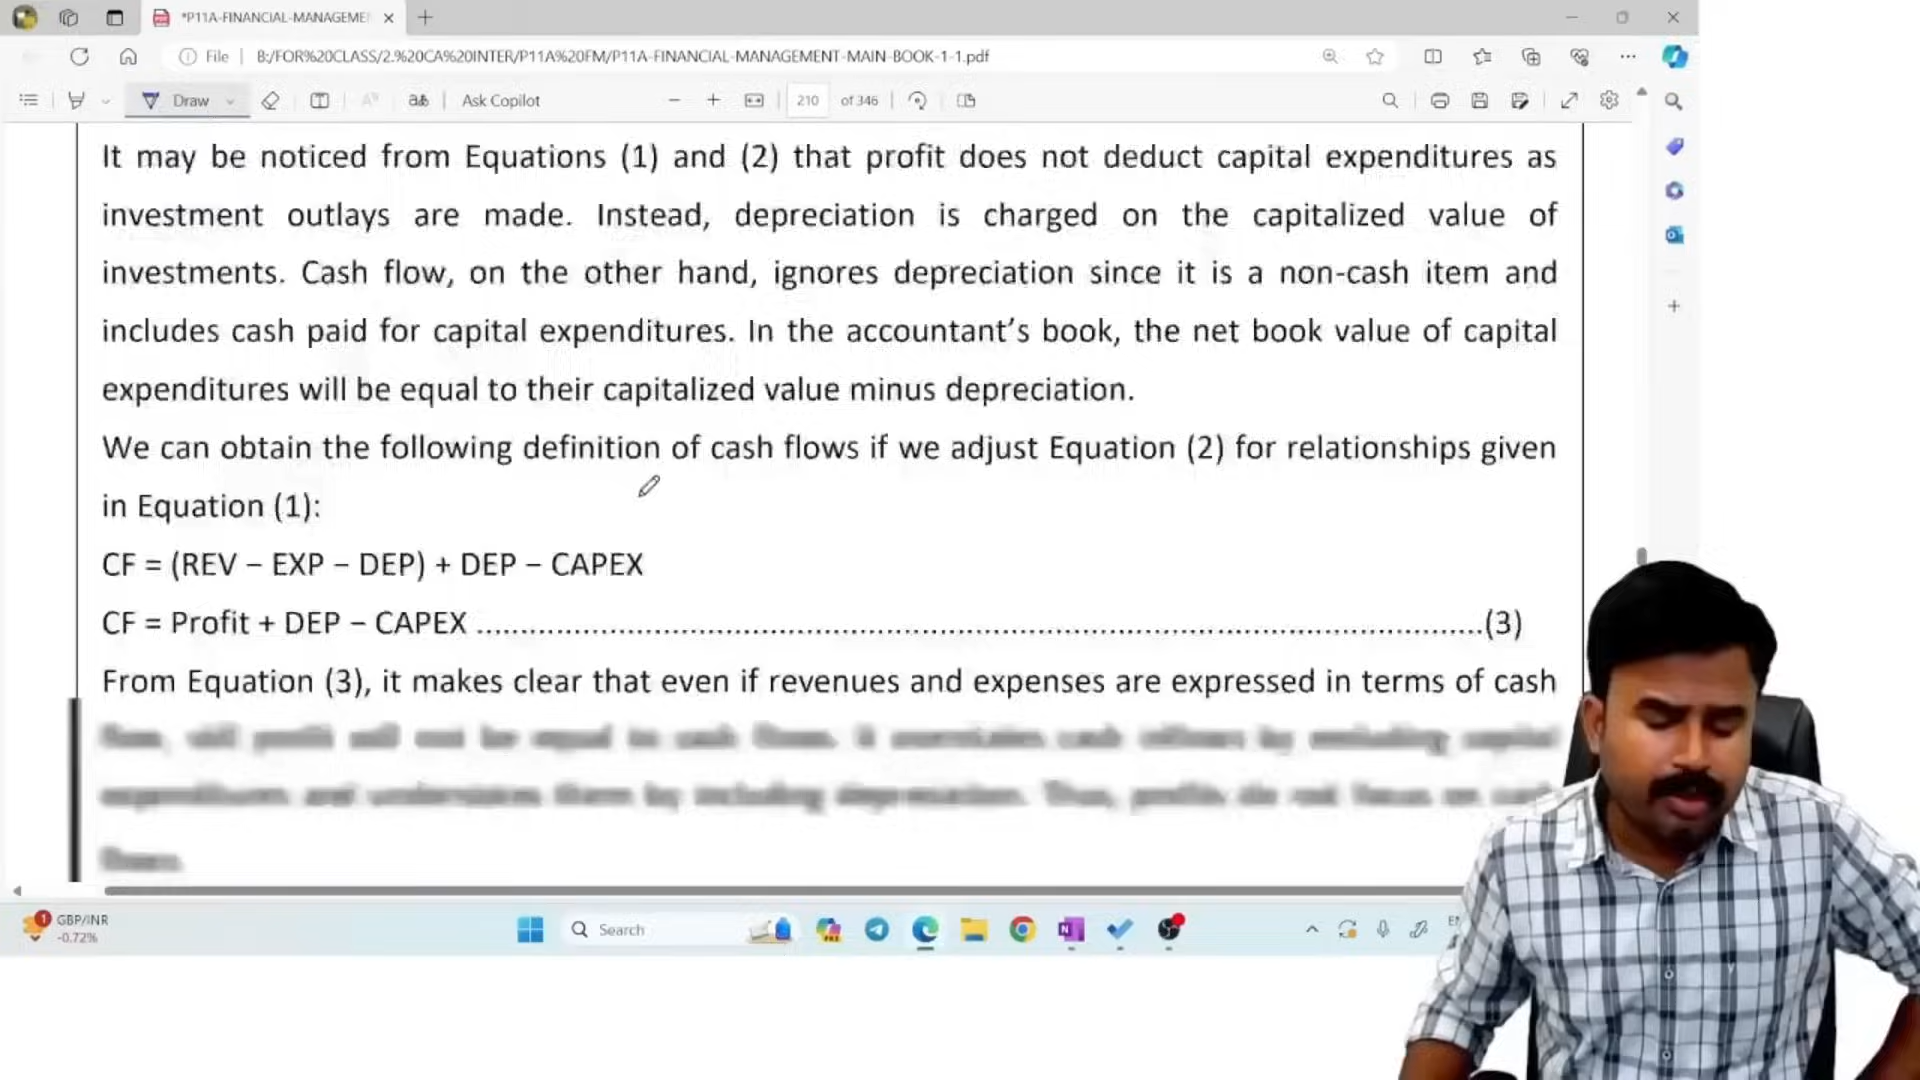 *P11A-FINANCIAL-MANAGEME
File B:/FOR%20CLASS/2.%20CA%20INTER/P11A%20FM/P11A-FINANCIAL-MANAGEMENT-MAIN-BOOK-1-1.pdf
Draw
Ask Copilot
210 of 346
It may be noticed from Equations (1) and (2) that profit does not deduct capital expenditures as
investment outlays are made. Instead, depreciation is charged on the capitalized value of
investments. Cash flow, on the other hand, ignores depreciation since it is a non-cash item and
includes cash paid for capital expenditures. In the accountant’s book, the net book value of capital
expenditures will be equal to their capitalized value minus depreciation.
We can obtain the following definition of cash flows if we adjust Equation (2) for relationships given
in Equation (1):
CF = (REV – EXP – DEP) + DEP – CAPEX
CF = Profit + DEP – CAPEX ..........(3)
From Equation (3), it makes clear that even if revenues and expenses are expressed in terms of cash
GBP/INR
-0.72%
Search